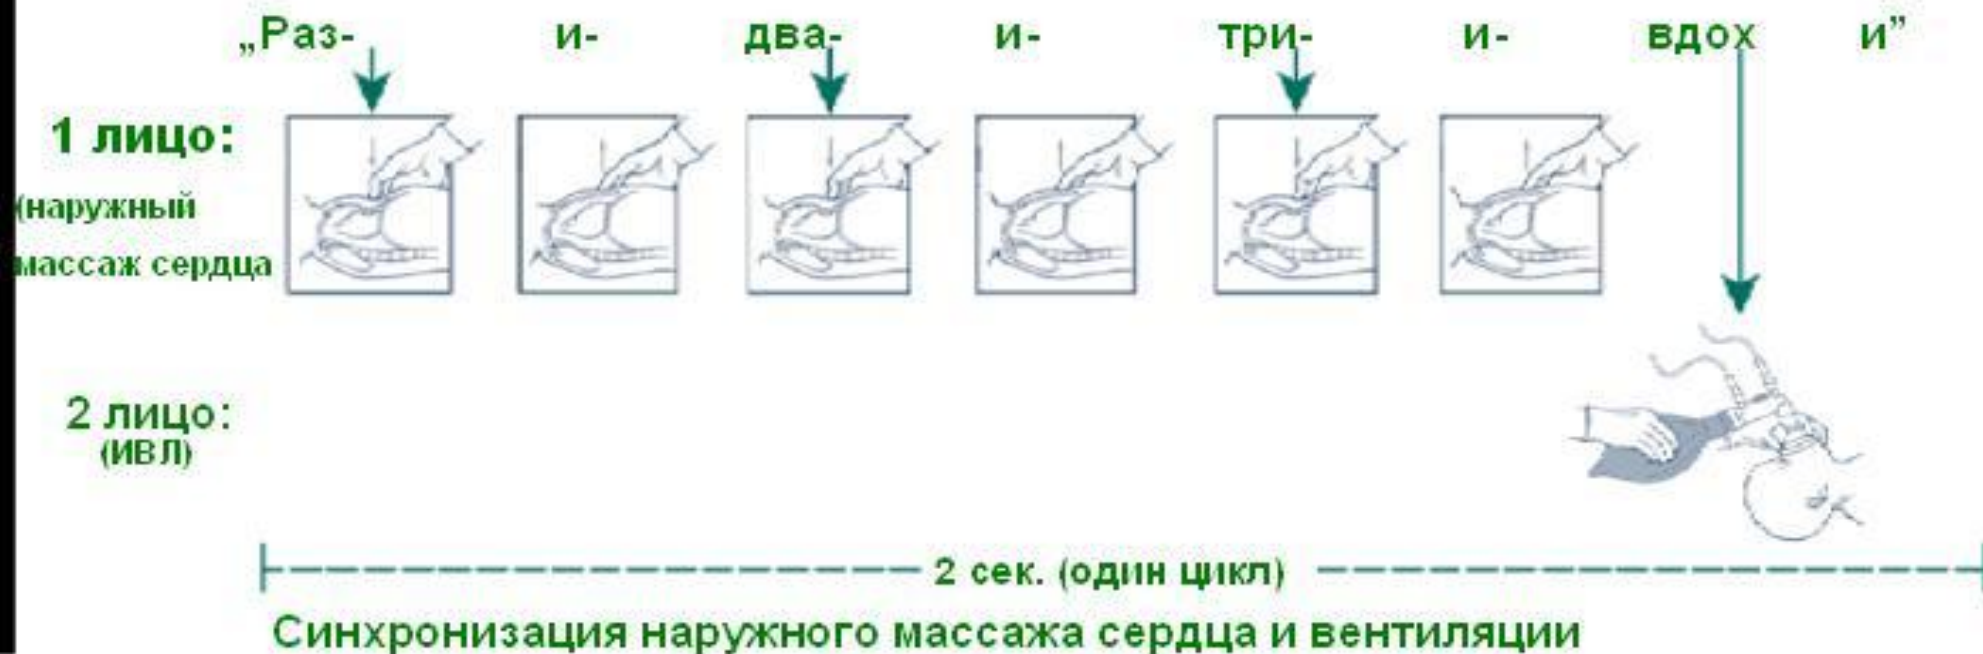 „Раз- и- два- и- три- и- вдох и”
1 лицо:
(наружный
массаж сердца
2 лицо:
(ИВЛ)
2 сек. (один цикл)
Синхронизация наружного массажа сердца и вентиляции